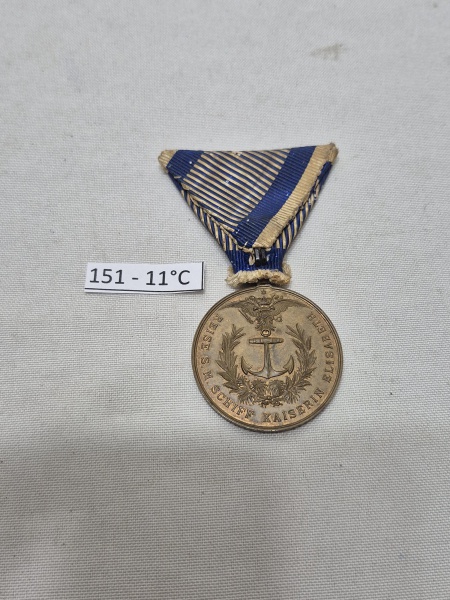 151 - 11°C
REISE S. M. SCHIFF KAISERIN ELISABETH